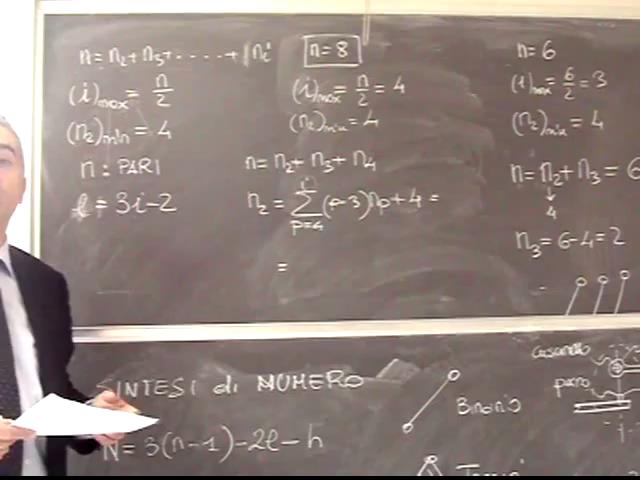 n = n₂ + n₃ + ..... + nᵢ
(i)max = n/2
(n₂)min = 4
n : PARI
ℓ = 3i - 2
n = 8
(i)max = n/2 = 4
(n₂)min = 4
n = n₂ + n₃ + n₄
n₂ = Σ p=4 i (p-3)np + 4 =
=
n = 6
(i)max = 6/2 = 3
(n₂)min = 4
n = n₂ + n₃ = 6
↓
4
n₃ = 6-4 = 2
SINTESI di NUMERO
N = 3(n-1) - 2ℓ - h
Binario
perno